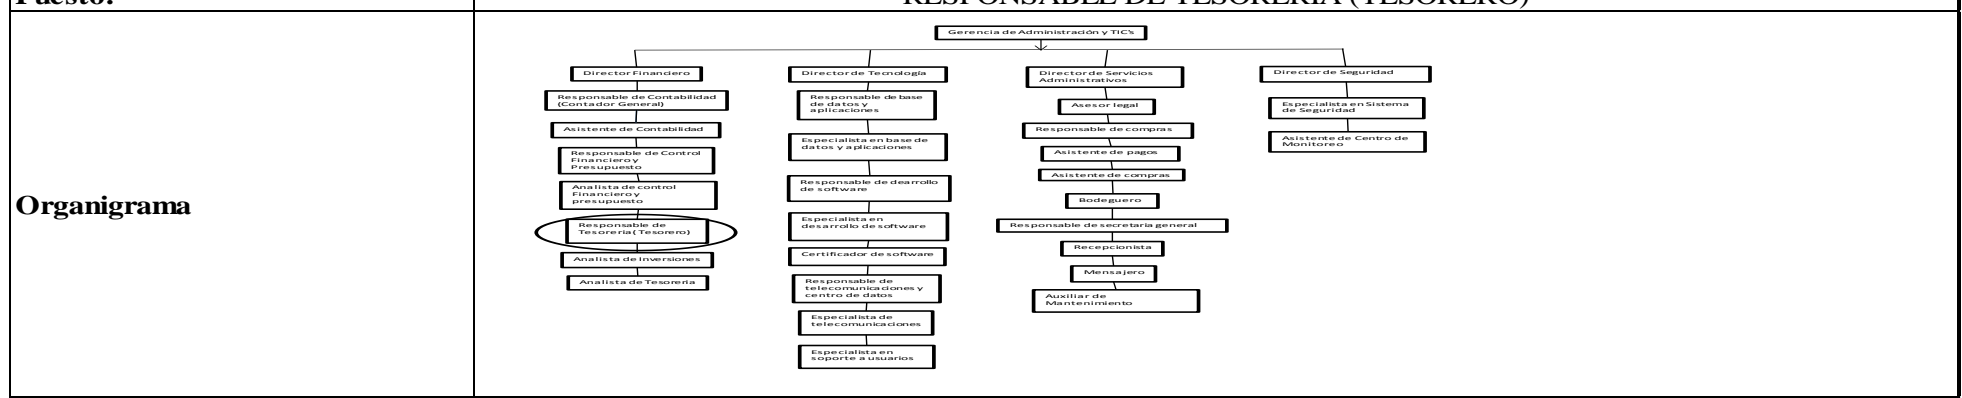 Puesto:
RESPONSABLE DE TESORERIA (TESORERO)
Organigrama
Gerencia de Administración y TIC's
Director Financiero
Responsable de Contabilidad
(Contador General)
Asistente de Contabilidad
Responsable de Control
Financiero y
Presupuesto
Analista de control
Financiero y
presupuesto
Responsable de
Tesorería( Tesorero)
Analista de Inversiones
Analista de Tesoreria
Director de Tecnología
Responsable de base
de datos y
aplicaciones
Especialista en base de
datos y aplicaciones
Responsable de dearrollo
de software
Especialista en
desarrollo de software
Certificador de software
Responsable de
telecomunicaciones y
centro de datos
Especialista de
telecomunicaciones
Especialista en
soporte a usuarios
Director de Servicios
Administrativos
Asesor legal
Responsable de compras
Asistente de pagos
Asistente de compras
Bodeguero
Responsable de secretaria general
Recepcionista
Mensajero
Auxiliar de
Mantenimiento
Director de Seguridad
Especialista en Sistema
de Seguridad
Asistente de Centro de
Monitoreo